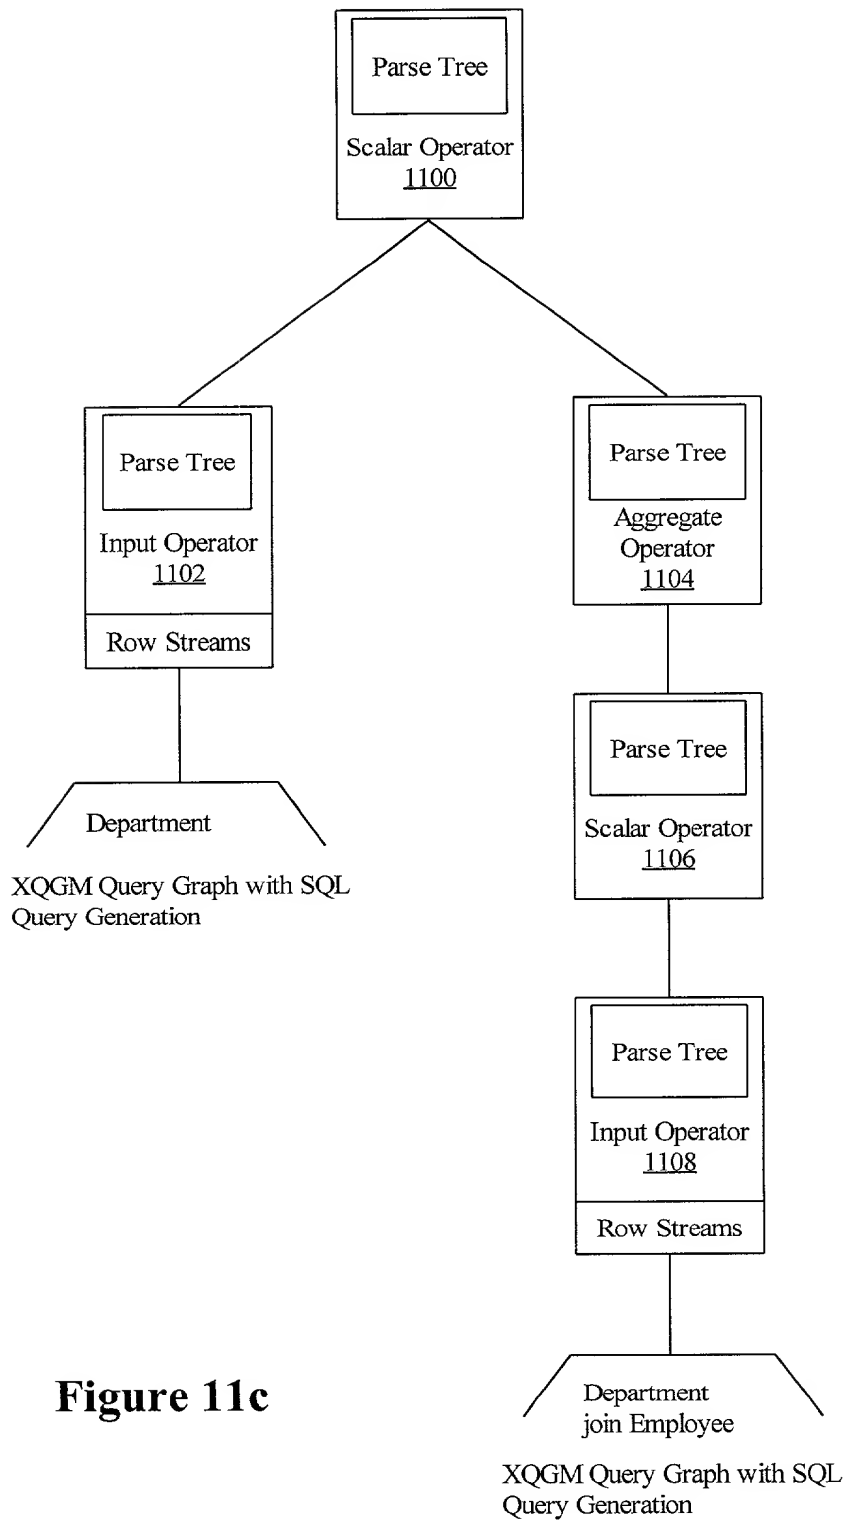 Parse Tree
Scalar Operator
1100
Parse Tree
Input Operator
1102
Row Streams
Department
XQGM Query Graph with SQL
Query Generation
Parse Tree
Aggregate
Operator
1104
Parse Tree
Scalar Operator
1106
Parse Tree
Input Operator
1108
Row Streams
Department
join Employee
XQGM Query Graph with SQL
Query Generation
Figure 11c